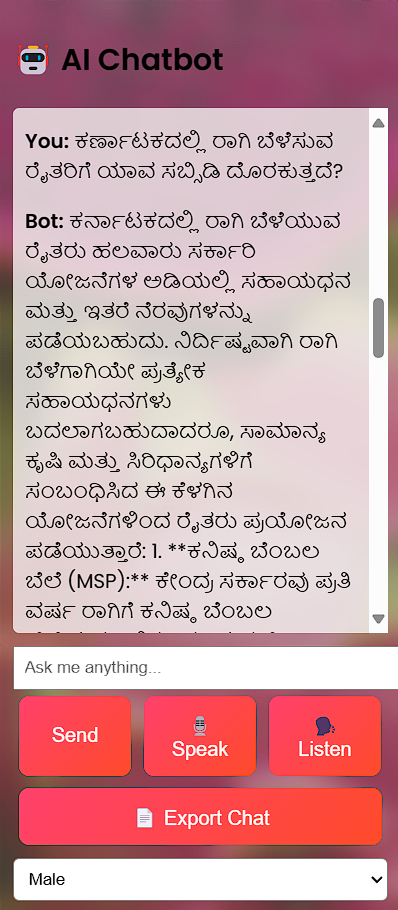 AI Chatbot
You: ಕರ್ಣಾಟಕದಲ್ಲಿ ರಾಗಿ ಬೆಳೆಸುವ
ರೈತರಿಗೆ ಯಾವ ಸಬ್ಸಿಡಿ ದೊರಕುತ್ತದೆ?
Bot: ಕರ್ನಾಟಕದಲ್ಲಿ ರಾಗಿ ಬೆಳೆಯುವ
ರೈತರು ಹಲವಾರು ಸರ್ಕಾರಿ
ಯೋಜನೆಗಳ ಅಡಿಯಲ್ಲಿ ಸಹಾಯಧನ
ಮತ್ತು ಇತರೆ ನೆರವುಗಳನ್ನು
ಪಡೆಯಬಹುದು. ನಿರ್ದಿಷ್ಟವಾಗಿ ರಾಗಿ
ಬೆಳೆಗಾಗಿಯೇ ಪ್ರತ್ಯೇಕ
ಸಹಾಯಧನಗಳು
ಬದಲಾಗಬಹುದಾದರೂ, ಸಾಮಾನ್ಯ
ಕೃಷಿ ಮತ್ತು ಸಿರಿಧಾನ್ಯಗಳಿಗೆ
ಸಂಬಂಧಿಸಿದ ಈ ಕೆಳಗಿನ
ಯೋಜನೆಗಳಿಂದ ರೈತರು ಪ್ರಯೋಜನ
ಪಡೆಯುತ್ತಾರೆ: 1. **ಕನಿಷ್ಠ ಬೆಂಬಲ
ಬೆಲೆ (MSP):** ಕೇಂದ್ರ ಸರ್ಕಾರವು ಪ್ರತಿ
ವರ್ಷ ರಾಗಿಗೆ ಕನಿಷ್ಠ ಬೆಂಬಲ
Ask me anything...
Send
Speak
Listen
Export Chat
Male